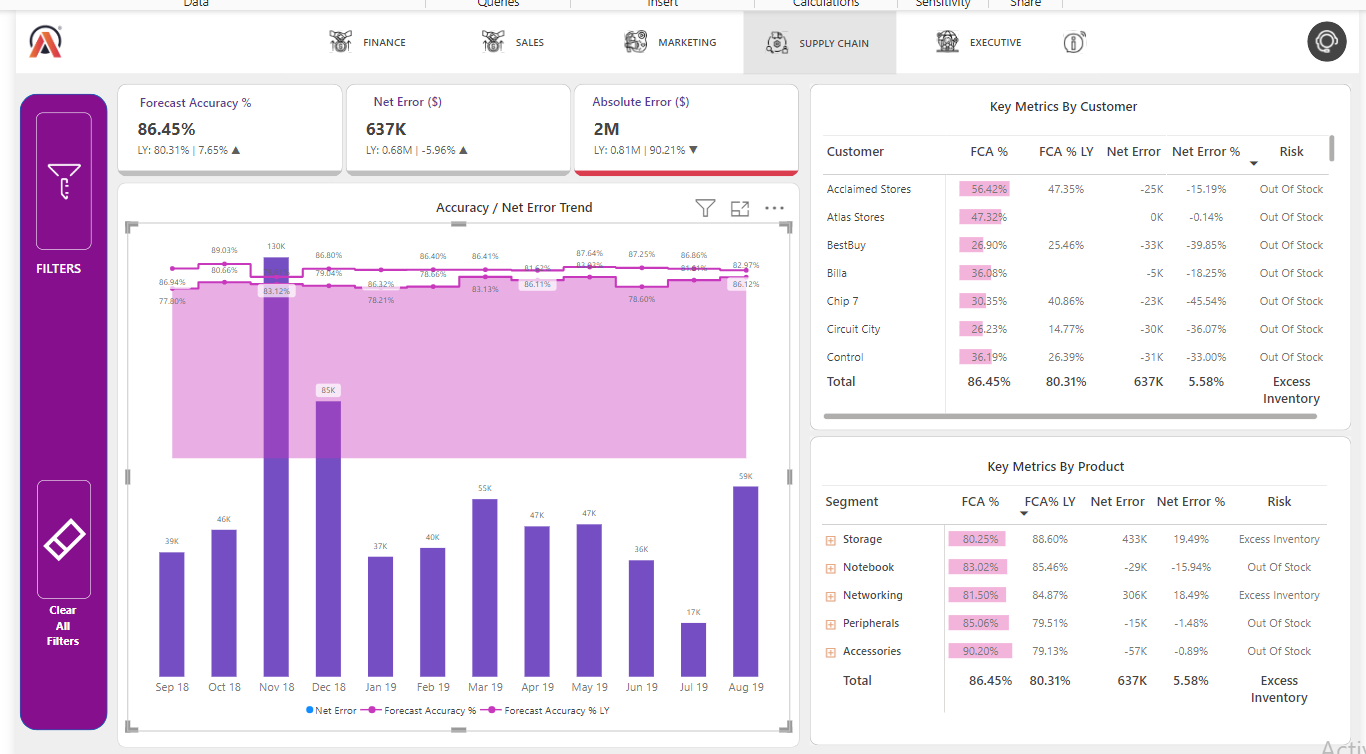 Data Queries Insert Calculations Sensitivity Share
FINANCE SALES MARKETING SUPPLY CHAIN EXECUTIVE
FILTERS
Clear
All
Filters
Forecast Accuracy %
86.45%
LY: 80.31% | 7.65% ▲
Net Error ($)
637K
LY: 0.68M | -5.96% ▲
Absolute Error ($)
2M
LY: 0.81M | 90.21% ▼
Accuracy / Net Error Trend
130K
89.03% 86.80% 86.40% 86.41% 87.64% 87.25% 86.86%
80.66% 79.04% 78.66% 81.62% 83.93% 82.97%
86.94% 83.12% 86.32% 83.13% 86.11% 86.12%
77.80% 78.21% 78.60%
85K
39K 46K 37K 40K 55K 47K 47K 36K 17K 59K
Sep 18 Oct 18 Nov 18 Dec 18 Jan 19 Feb 19 Mar 19 Apr 19 May 19 Jun 19 Jul 19 Aug 19
Net Error Forecast Accuracy % Forecast Accuracy % LY
Key Metrics By Customer
Customer FCA % FCA % LY Net Error Net Error % Risk
Acclaimed Stores 56.42% 47.35% -25K -15.19% Out Of Stock
Atlas Stores 47.32% 0K -0.14% Out Of Stock
BestBuy 26.90% 25.46% -33K -39.85% Out Of Stock
Billa 36.08% -5K -18.25% Out Of Stock
Chip 7 30.35% 40.86% -23K -45.54% Out Of Stock
Circuit City 26.23% 14.77% -30K -36.07% Out Of Stock
Control 36.19% 26.39% -31K -33.00% Out Of Stock
Total 86.45% 80.31% 637K 5.58% Excess
Inventory
Key Metrics By Product
Segment FCA % FCA% LY Net Error Net Error % Risk
Storage 80.25% 88.60% 433K 19.49% Excess Inventory
Notebook 83.02% 85.46% -29K -15.94% Out Of Stock
Networking 81.50% 84.87% 306K 18.49% Excess Inventory
Peripherals 85.06% 79.51% -15K -1.48% Out Of Stock
Accessories 90.20% 79.13% -57K -0.89% Out Of Stock
Total 86.45% 80.31% 637K 5.58% Excess
Inventory